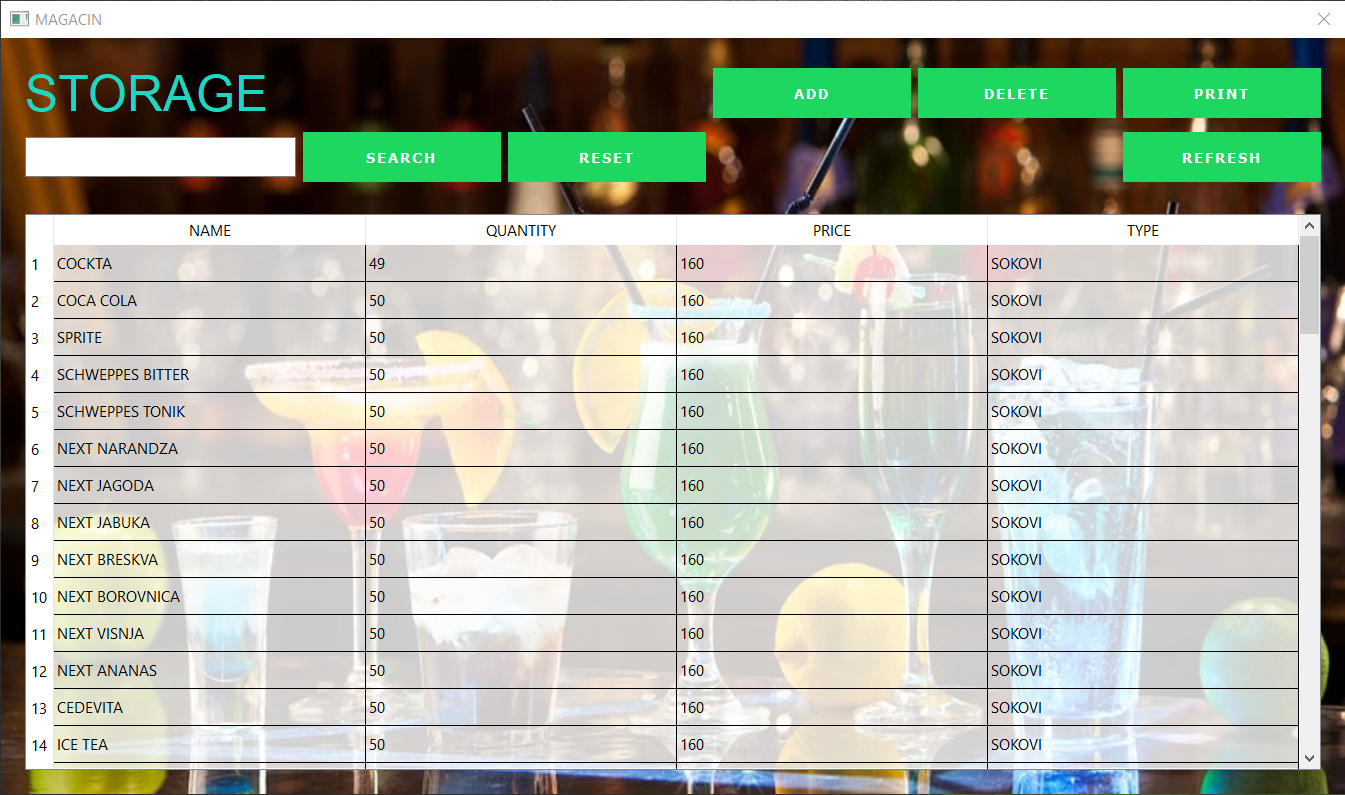 MAGACIN
STORAGE
ADD DELETE PRINT
SEARCH RESET REFRESH
NAME QUANTITY PRICE TYPE
1 COCKTA 49 160 SOKOVI
2 COCA COLA 50 160 SOKOVI
3 SPRITE 50 160 SOKOVI
4 SCHWEPPES BITTER 50 160 SOKOVI
5 SCHWEPPES TONIK 50 160 SOKOVI
6 NEXT NARANDZA 50 160 SOKOVI
7 NEXT JAGODA 50 160 SOKOVI
8 NEXT JABUKA 50 160 SOKOVI
9 NEXT BRESKVA 50 160 SOKOVI
10 NEXT BOROVNICA 50 160 SOKOVI
11 NEXT VISNJA 50 160 SOKOVI
12 NEXT ANANAS 50 160 SOKOVI
13 CEDEVITA 50 160 SOKOVI
14 ICE TEA 50 160 SOKOVI